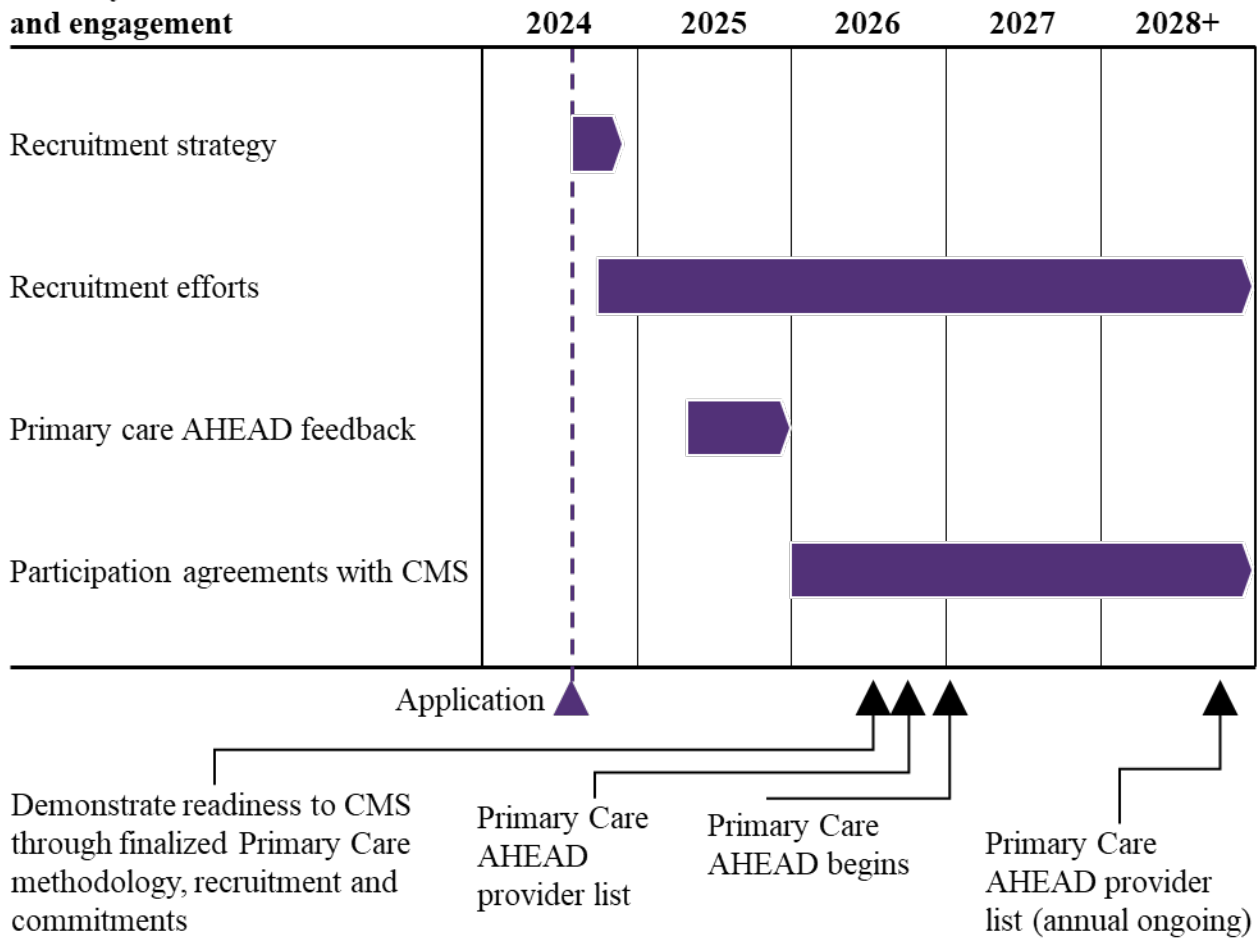 and engagement
2024 2025 2026 2027 2028+
Recruitment strategy
Recruitment efforts
Primary care AHEAD feedback
Participation agreements with CMS
Application
Demonstrate readiness to CMS
through finalized Primary Care
methodology, recruitment and
commitments
Primary Care
AHEAD
provider list
Primary Care
AHEAD begins
Primary Care
AHEAD provider
list (annual ongoing)